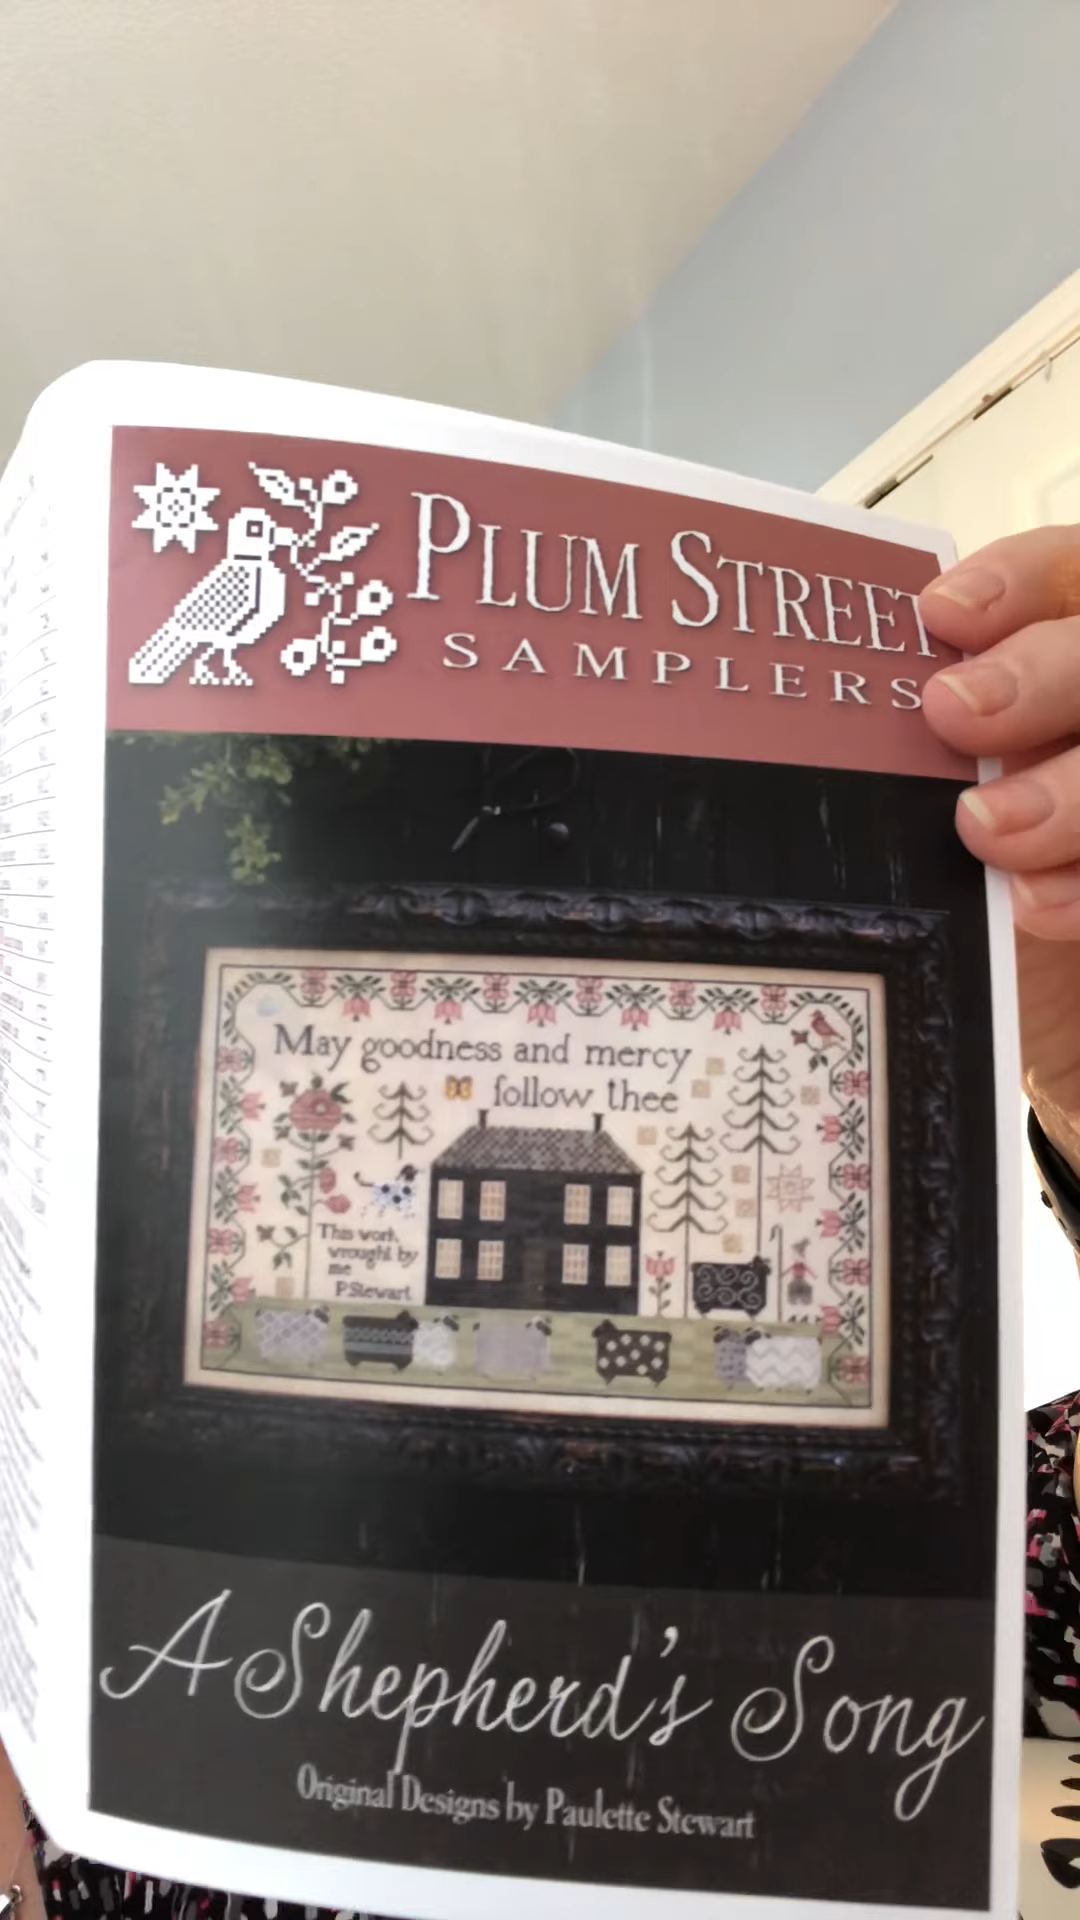 PLUM STREET
SAMPLERS
May goodness and mercy
follow thee
This work
wrought by
me
P.Stewart
A Shepherd's Song
Original Designs by Paulette Stewart